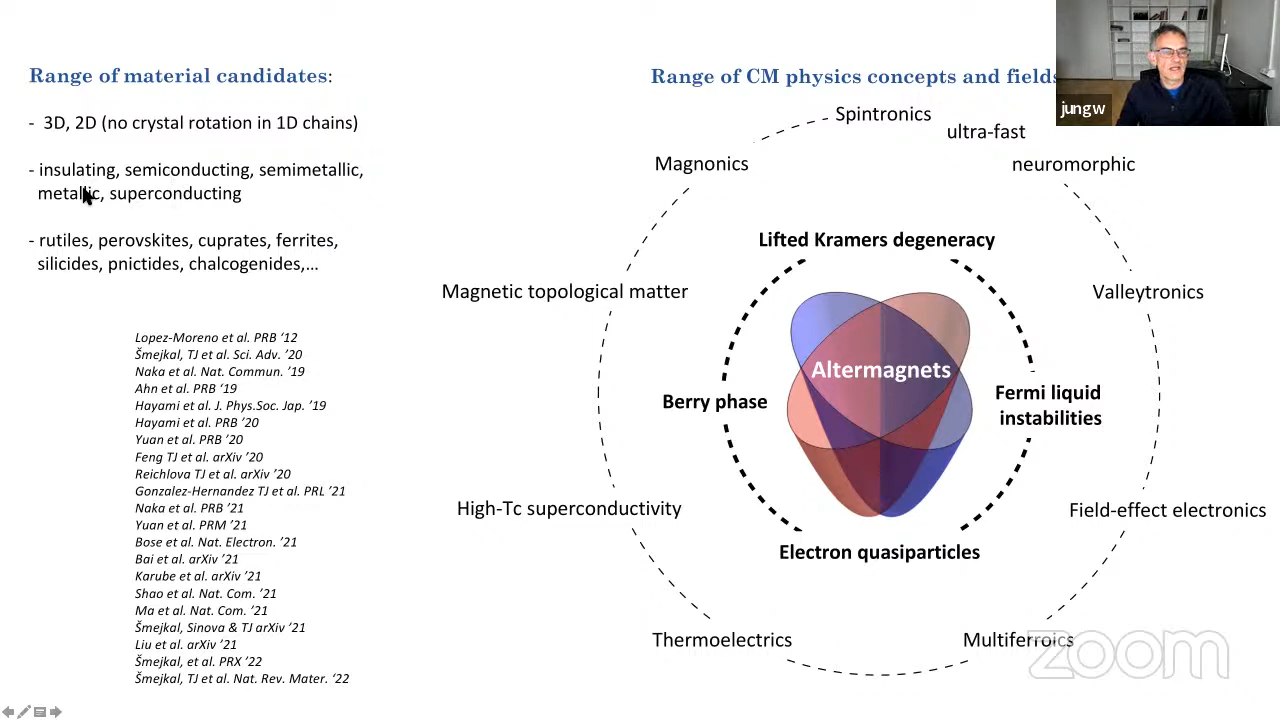 Range of material candidates:
- 3D, 2D (no crystal rotation in 1D chains)
- insulating, semiconducting, semimetallic,
metallic, superconducting
- rutiles, perovskites, cuprates, ferrites,
silicides, pnictides, chalcogenides,...
Lopez-Moreno et al. PRB ‘12
Šmejkal, TJ et al. Sci. Adv. ’20
Naka et al. Nat. Commun. ’19
Ahn et al. PRB ‘19
Hayami et al. J. Phys.Soc. Jap. ’19
Hayami et al. PRB ’20
Yuan et al. PRB ’20
Feng TJ et al. arXiv ’20
Reichlova TJ et al. arXiv ’20
Gonzalez-Hernandez TJ et al. PRL ’21
Naka et al. PRB ’21
Yuan et al. PRM ’21
Bose et al. Nat. Electron. ’21
Bai et al. arXiv ’21
Karube et al. arXiv ’21
Shao et al. Nat. Com. ’21
Ma et al. Nat. Com. ’21
Šmejkal, Sinova & TJ arXiv ’21
Liu et al. arXiv ’21
Šmejkal, et al. PRX ’22
Šmejkal, TJ et al. Nat. Rev. Mater. ‘22
Range of CM physics concepts and fields
jungw
Spintronics
ultra-fast
Magnonics
neuromorphic
Lifted Kramers degeneracy
Magnetic topological matter
Valleytronics
Altermagnets
Berry phase
Fermi liquid
instabilities
High-Tc superconductivity
Field-effect electronics
Electron quasiparticles
Thermoelectrics
Multiferroics
zoom